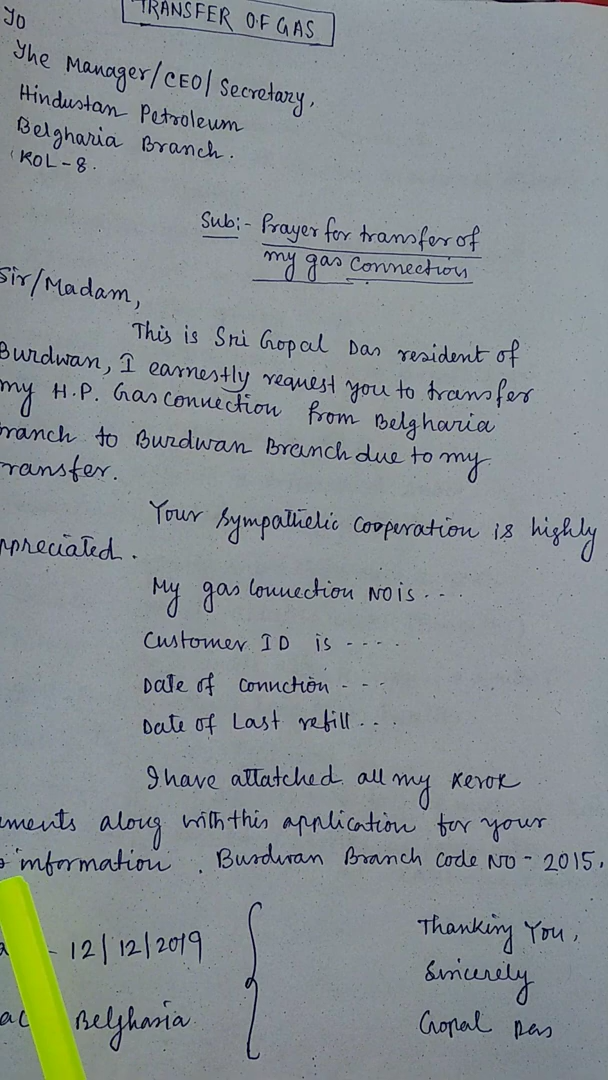 TRANSFER OF GAS
To
The Manager/CEO/Secretary,
Hindustan Petroleum
Belgharia Branch.
KOL-8.
Sub:- Prayer for transfer of
my gas connection
Sir/Madam,
This is Sri Gopal Das resident of
Burdwan, I earnestly request you to transfer
my H.P. Gas connection from Belgharia
ranch to Burdwan Branch due to my
ransfer.
Your Sympathetic cooperation is highly
ppreciated.
My gas connection NO is ...
Customer ID is ----
Date of connction ---
Date of Last refill ...
I have attatched all my xerox
ments along with this application for your
information. Burdwan Branch code NO - 2015.
- 12/12/2019
Belgharia
Thanking You,
Sincerely
Gopal Das